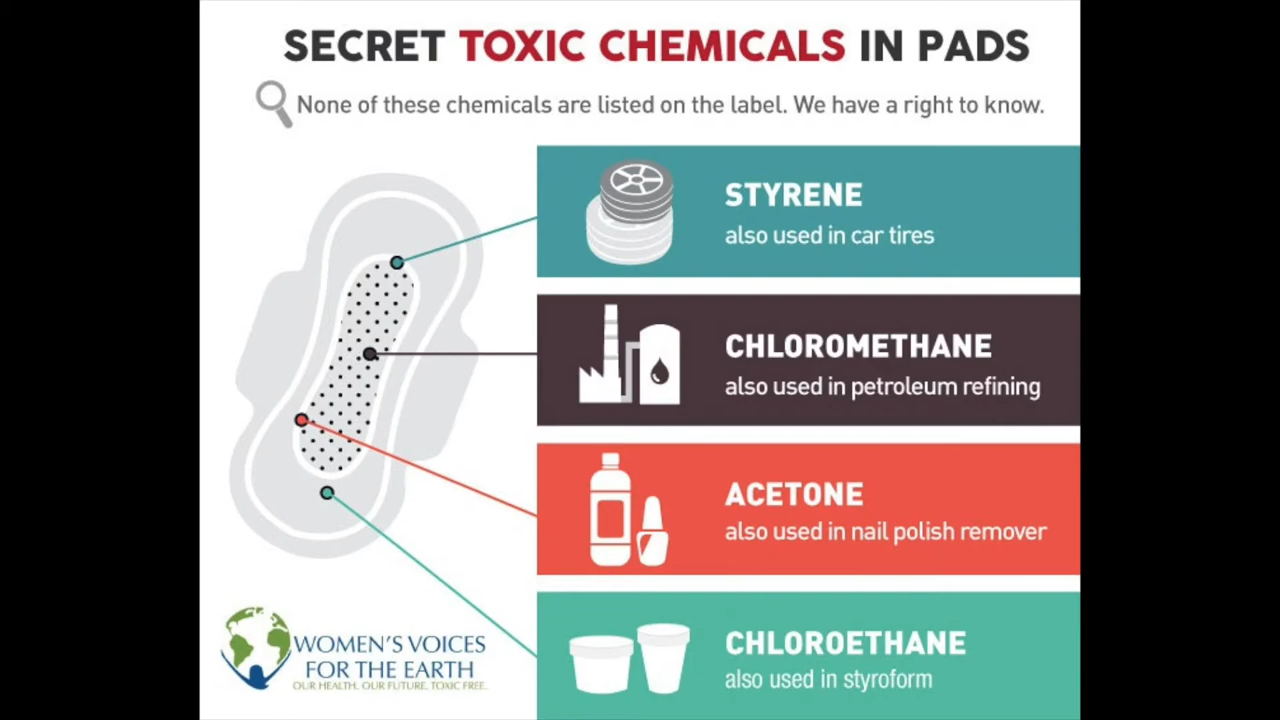 SECRET TOXIC CHEMICALS IN PADS
None of these chemicals are listed on the label. We have a right to know.
STYRENE
also used in car tires
CHLOROMETHANE
also used in petroleum refining
ACETONE
also used in nail polish remover
CHLOROETHANE
also used in styroform
WOMEN'S VOICES
FOR THE EARTH
OUR HEALTH. OUR FUTURE. TOXIC FREE.